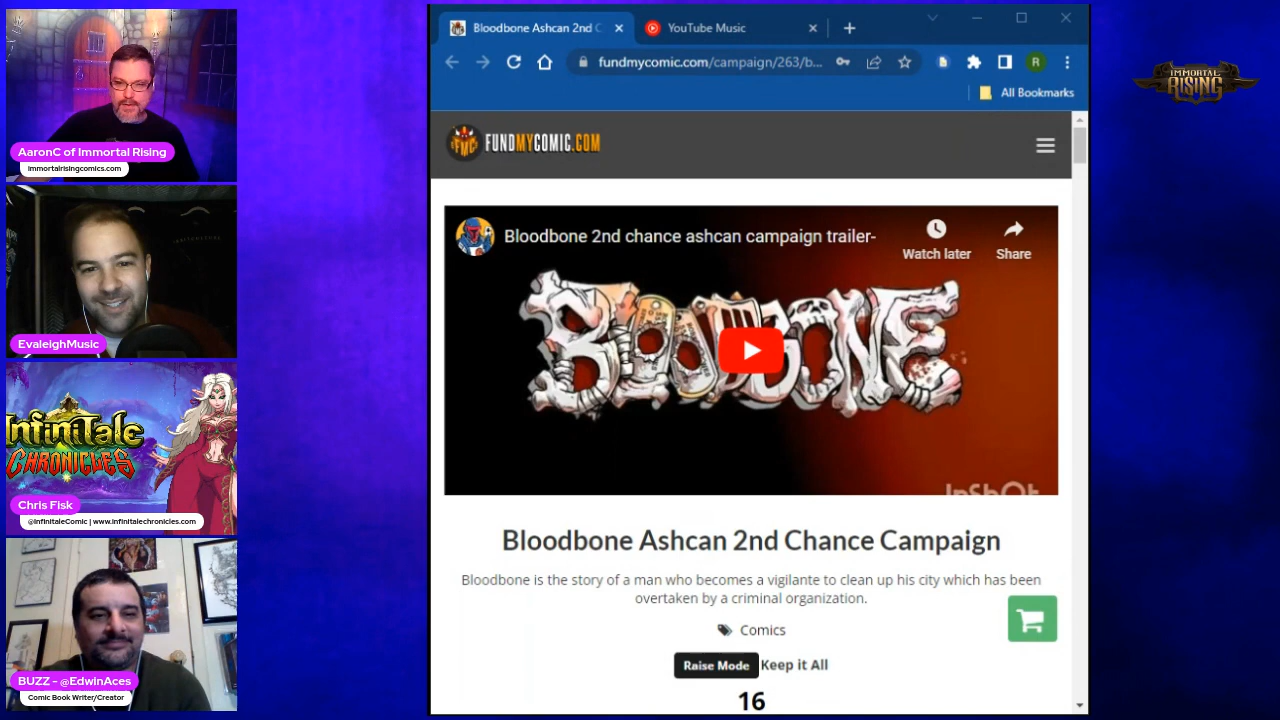 AaronC of Immortal Rising
immortalrisingcomics.com
EvaleighMusic
InfiniTale
CHRONICLES
Chris Fisk
@InfinitaleComic | www.infinitalechronicles.com
BUZZ - @EdwinAces
Comic Book Writer/Creator
Bloodbone Ashcan 2nd C
YouTube Music
fundmycomic.com/campaign/263/b...
R
All Bookmarks
FMC
FUNDMYCOMIC.COM
Bloodbone 2nd chance ashcan campaign trailer-
Watch later
Share
BLOODBONE
InShOt
Bloodbone Ashcan 2nd Chance Campaign
Bloodbone is the story of a man who becomes a vigilante to clean up his city which has been
overtaken by a criminal organization.
Comics
Raise Mode Keep it All
16
IMMORTAL
RISING